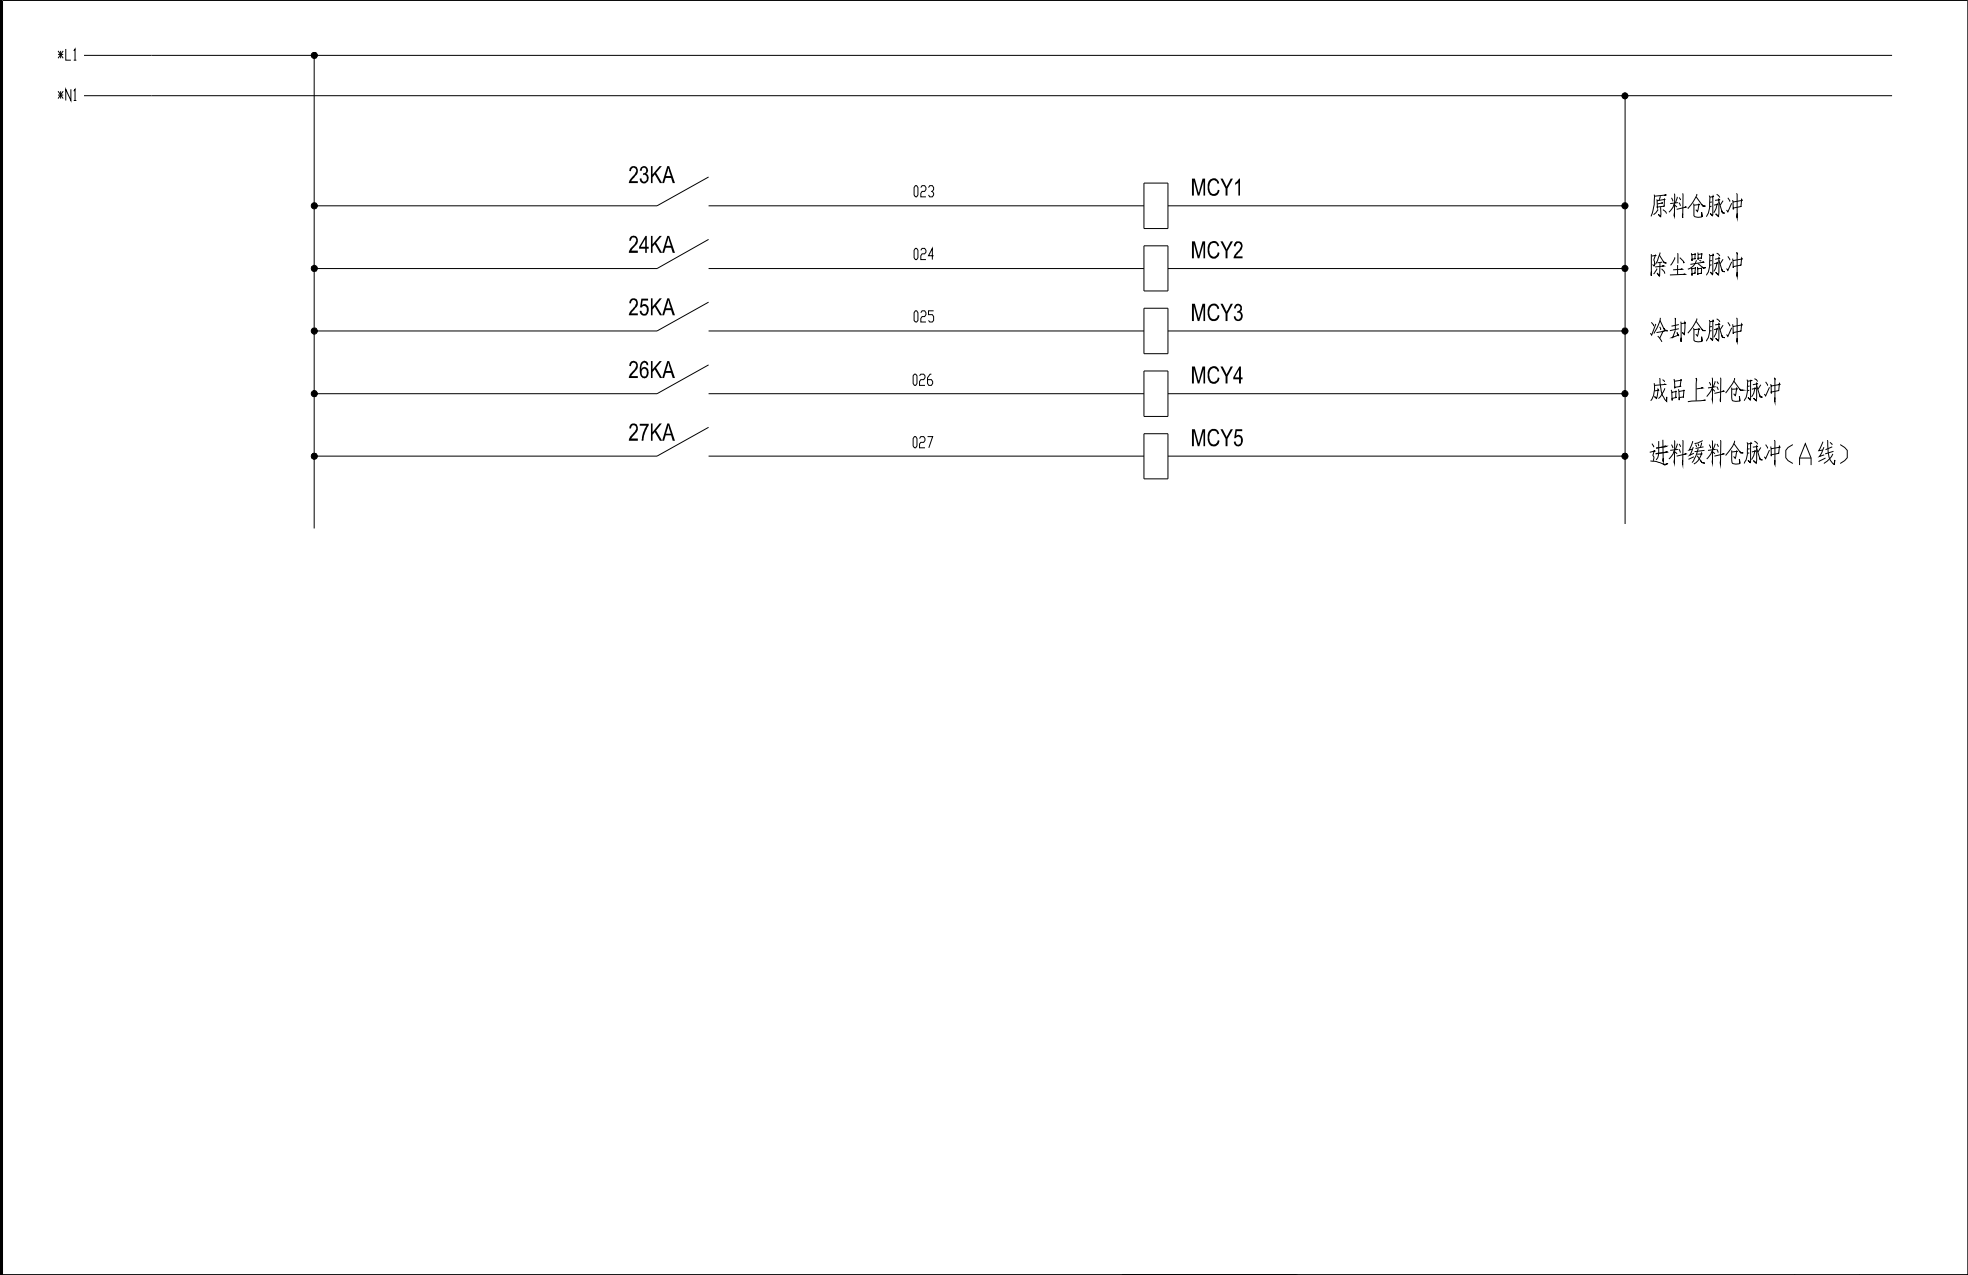 *L1
*N1
23KA 023 MCY1 原料仓脉冲
24KA 024 MCY2 除尘器脉冲
25KA 025 MCY3 冷却仓脉冲
26KA 026 MCY4 成品上料仓脉冲
27KA 027 MCY5 进料缓料仓脉冲(A线)